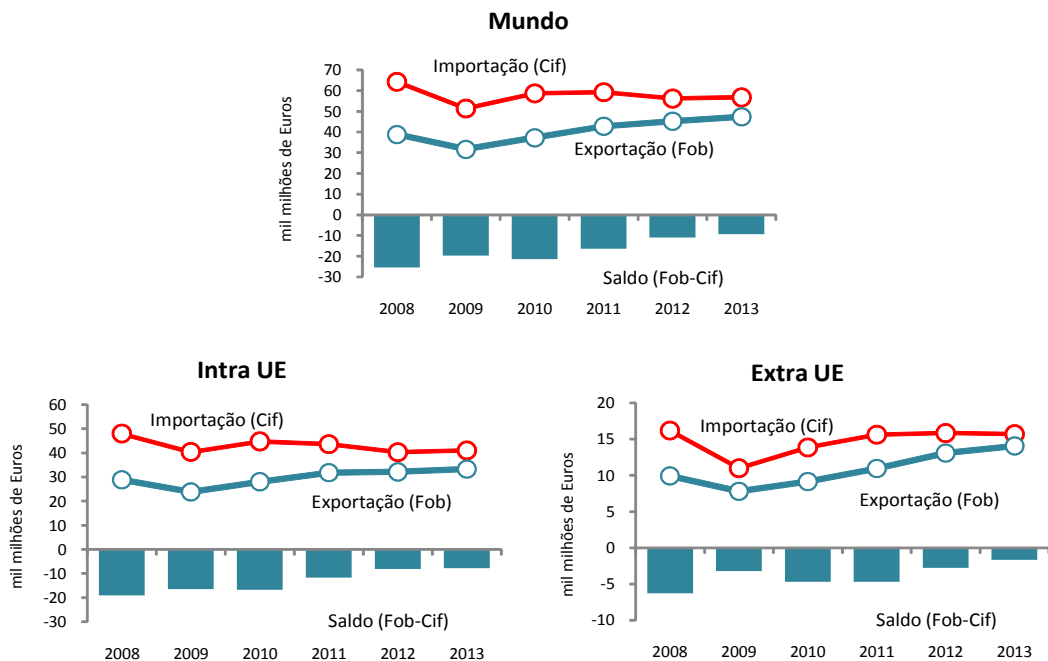 Mundo
mil milhões de Euros
70
60
50
40
30
20
10
0
-10
-20
-30
Importação (Cif)
Exportação (Fob)
Saldo (Fob-Cif)
2008 2009 2010 2011 2012 2013
Intra UE
mil milhões de Euros
60
50
40
30
20
10
0
-10
-20
-30
Importação (Cif)
Exportação (Fob)
Saldo (Fob-Cif)
2008 2009 2010 2011 2012 2013
Extra UE
mil milhões de Euros
20
15
10
5
0
-5
-10
Importação (Cif)
Exportação (Fob)
Saldo (Fob-Cif)
2008 2009 2010 2011 2012 2013